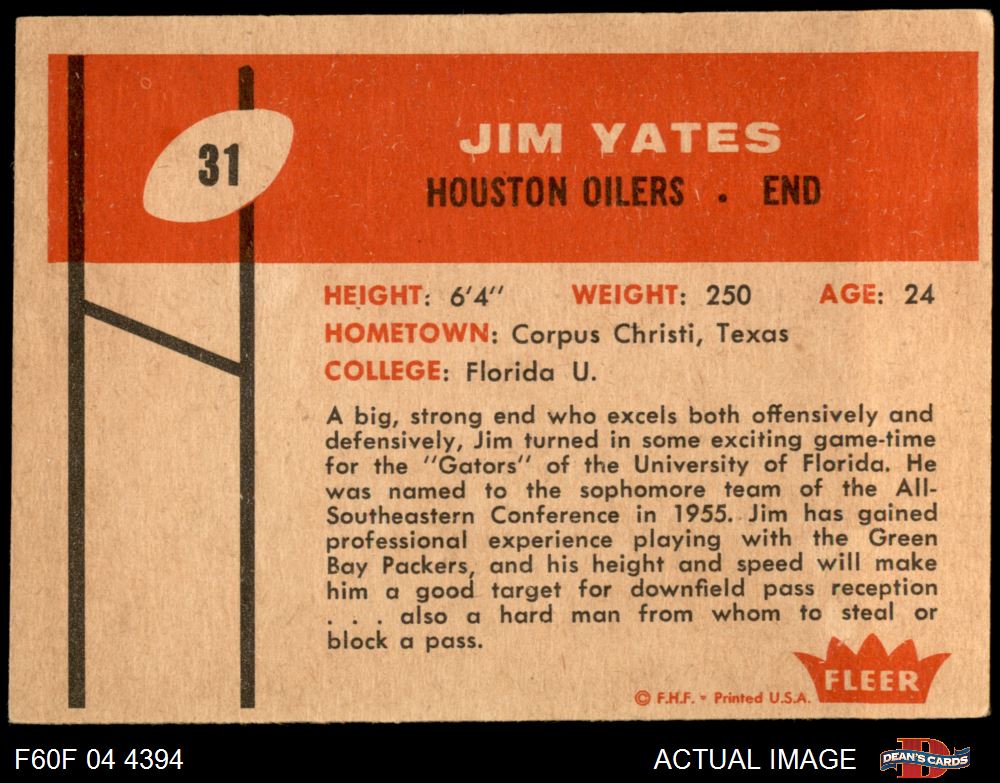 31
JIM YATES
HOUSTON OILERS . END
HEIGHT: 6'4'' WEIGHT: 250 AGE: 24
HOMETOWN: Corpus Christi, Texas
COLLEGE: Florida U.
A big, strong end who excels both offensively and
defensively, Jim turned in some exciting game-time
for the ''Gators'' of the University of Florida. He
was named to the sophomore team of the All-
Southeastern Conference in 1955. Jim has gained
professional experience playing with the Green
Bay Packers, and his height and speed will make
him a good target for downfield pass reception
. . . also a hard man from whom to steal or
block a pass.
FLEER
© F.H.F. - Printed U.S.A.
F60F 04 4394
ACTUAL IMAGE
D
DEAN'S CARDS